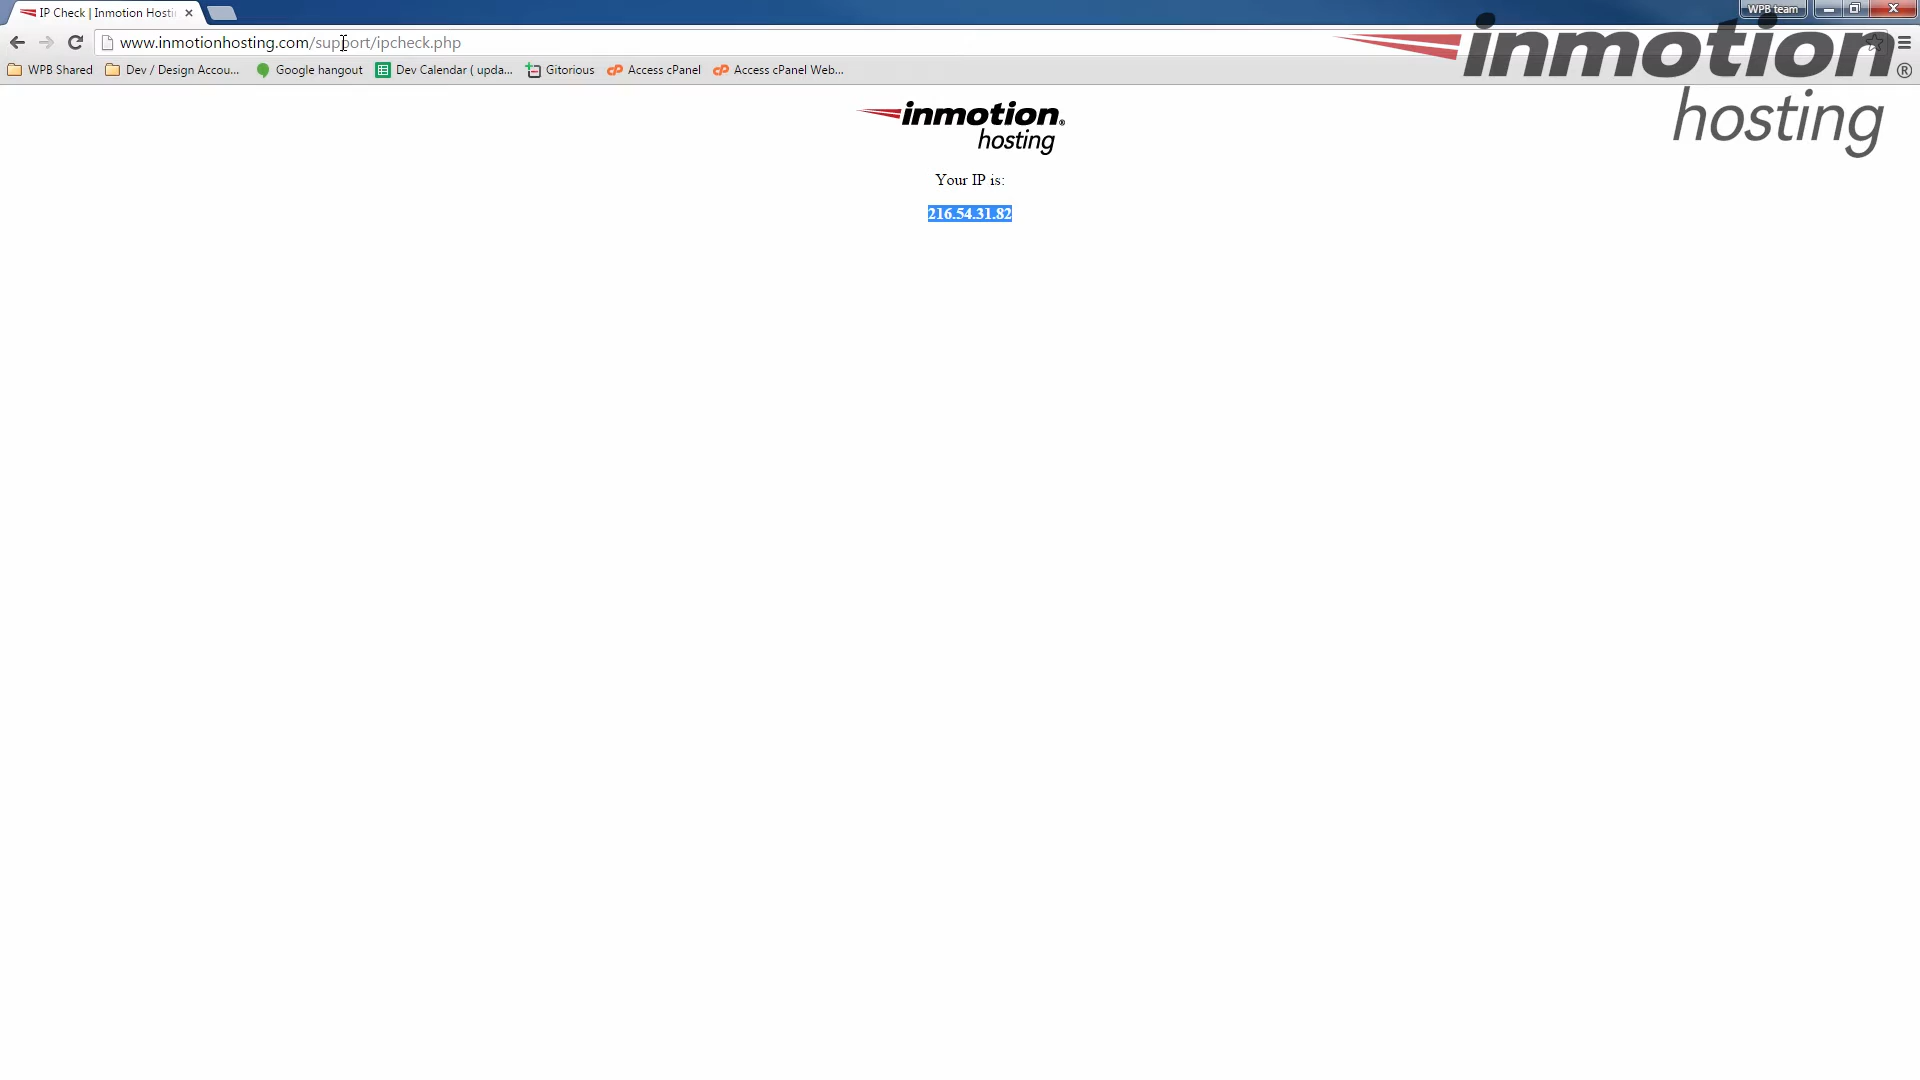 IP Check | Inmotion Hosti
WPB team
www.inmotionhosting.com/support/ipcheck.php
WPB Shared
Dev / Design Accou...
Google hangout
Dev Calendar ( upda...
Gitorious
Access cPanel
Access cPanel Web...
inmotion®
hosting
inmotion®
hosting
Your IP is:
216.54.31.82